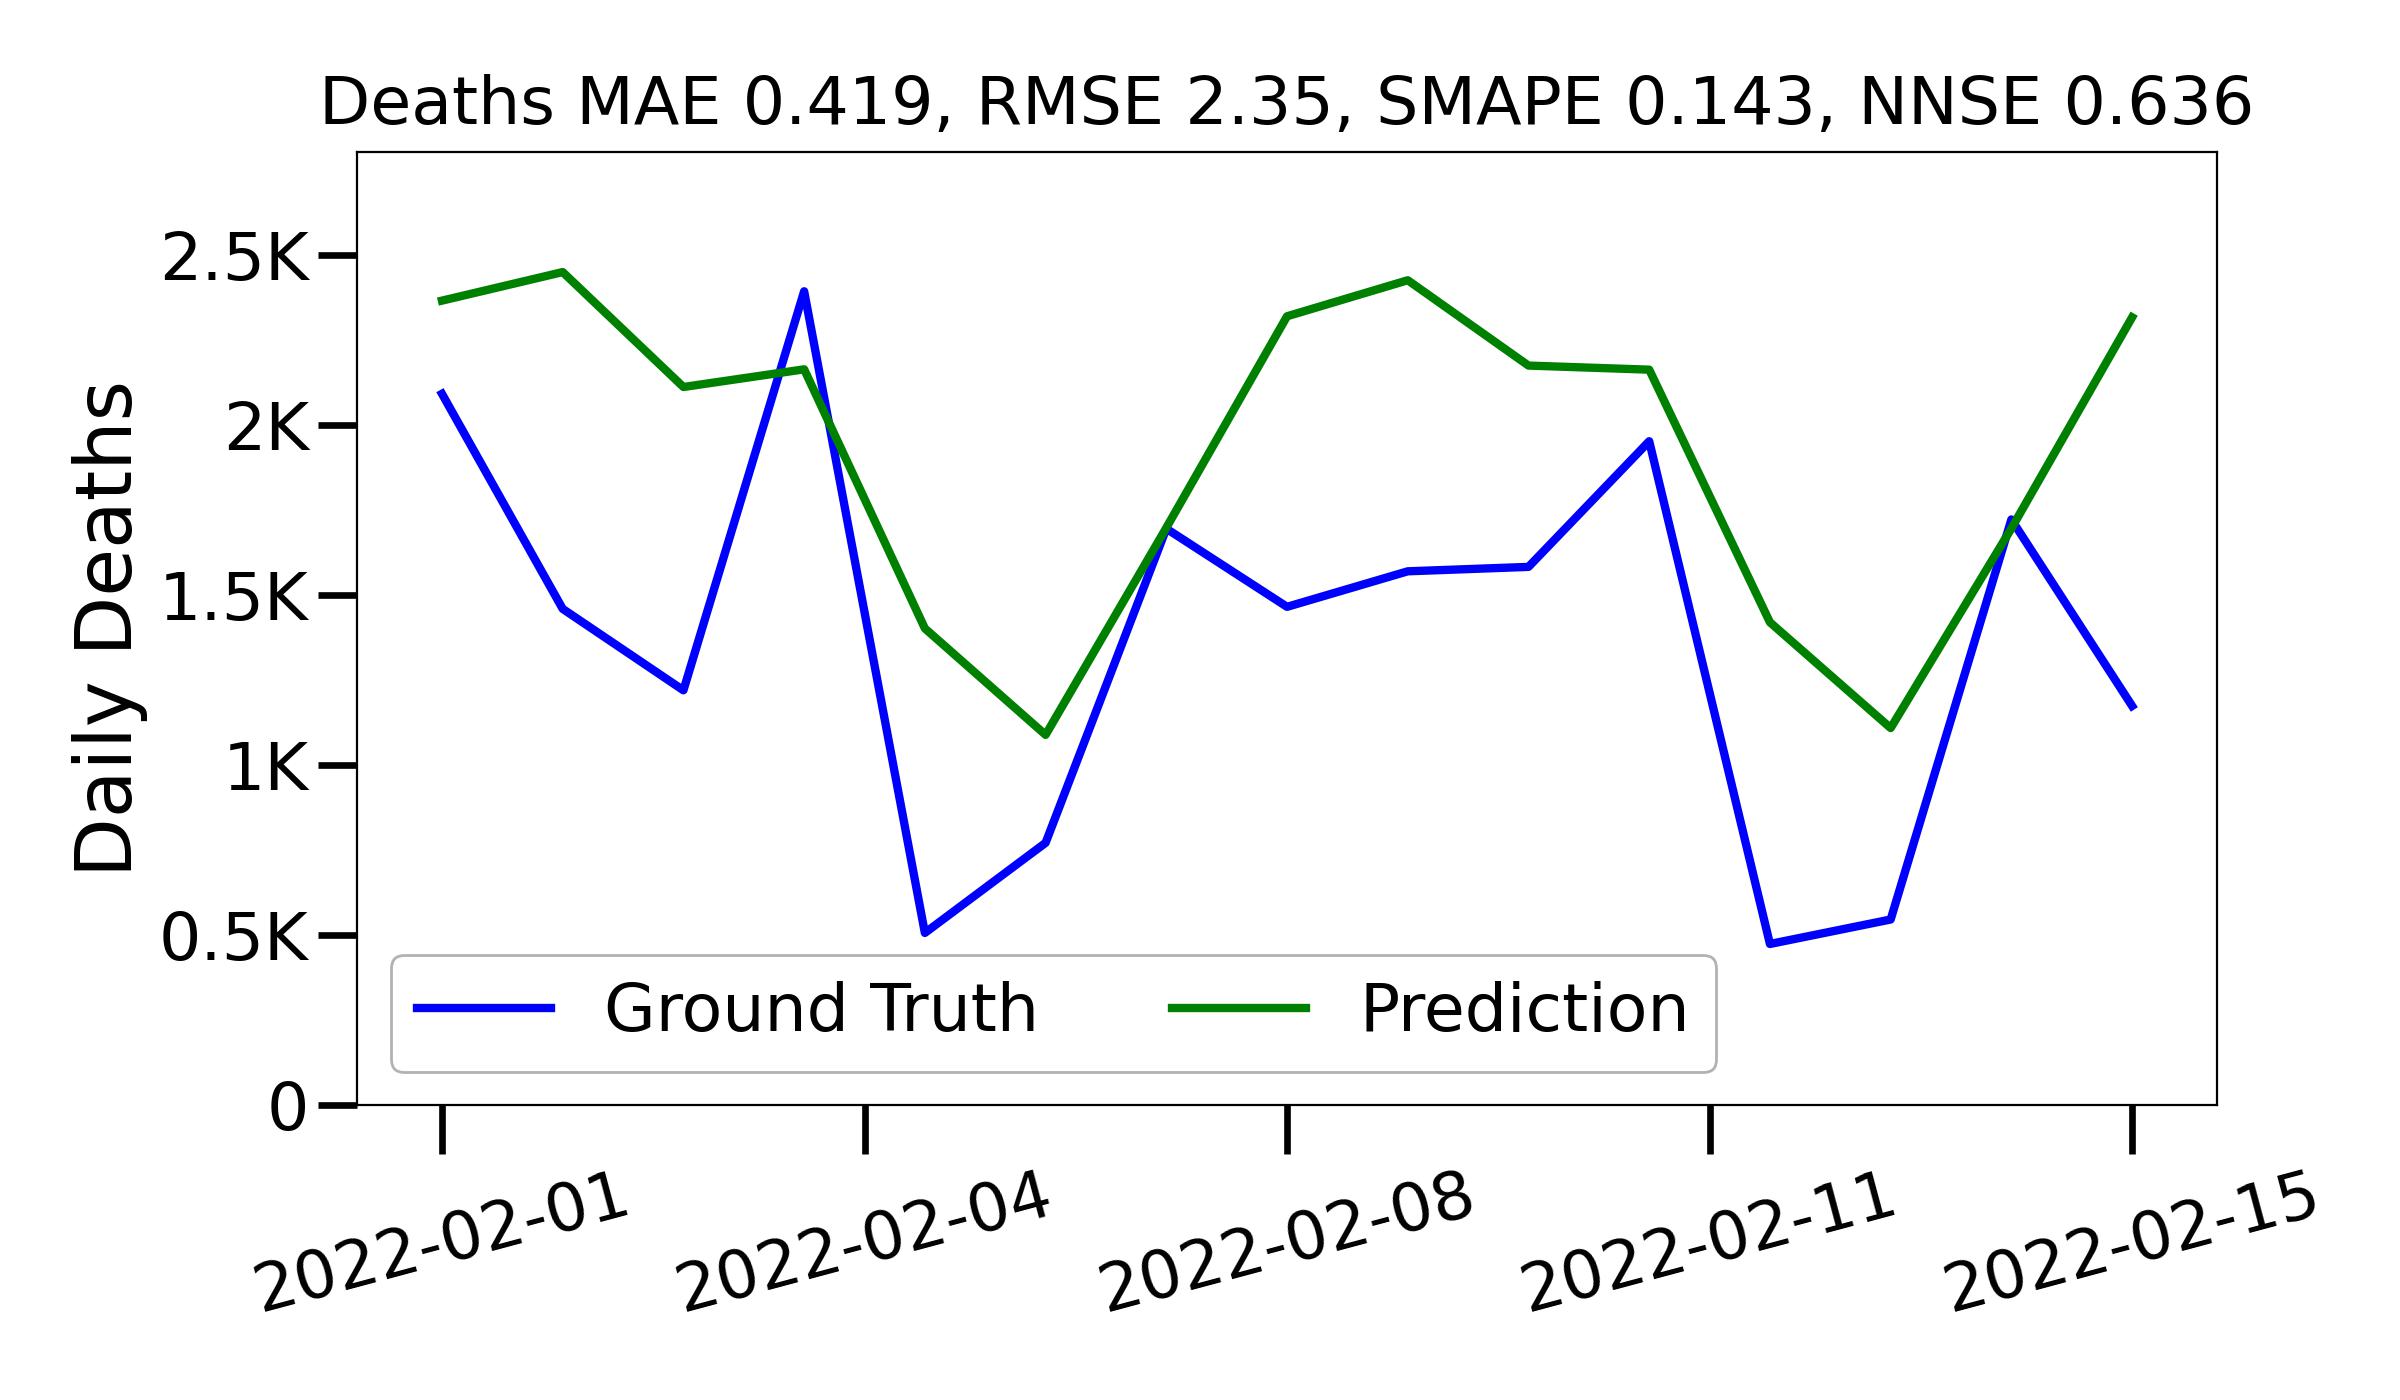 Deaths MAE 0.419, RMSE 2.35, SMAPE 0.143, NNSE 0.636
Daily Deaths
2.5K
2K
1.5K
1K
0.5K
0
Ground Truth Prediction
2022-02-01 2022-02-04 2022-02-08 2022-02-11 2022-02-15